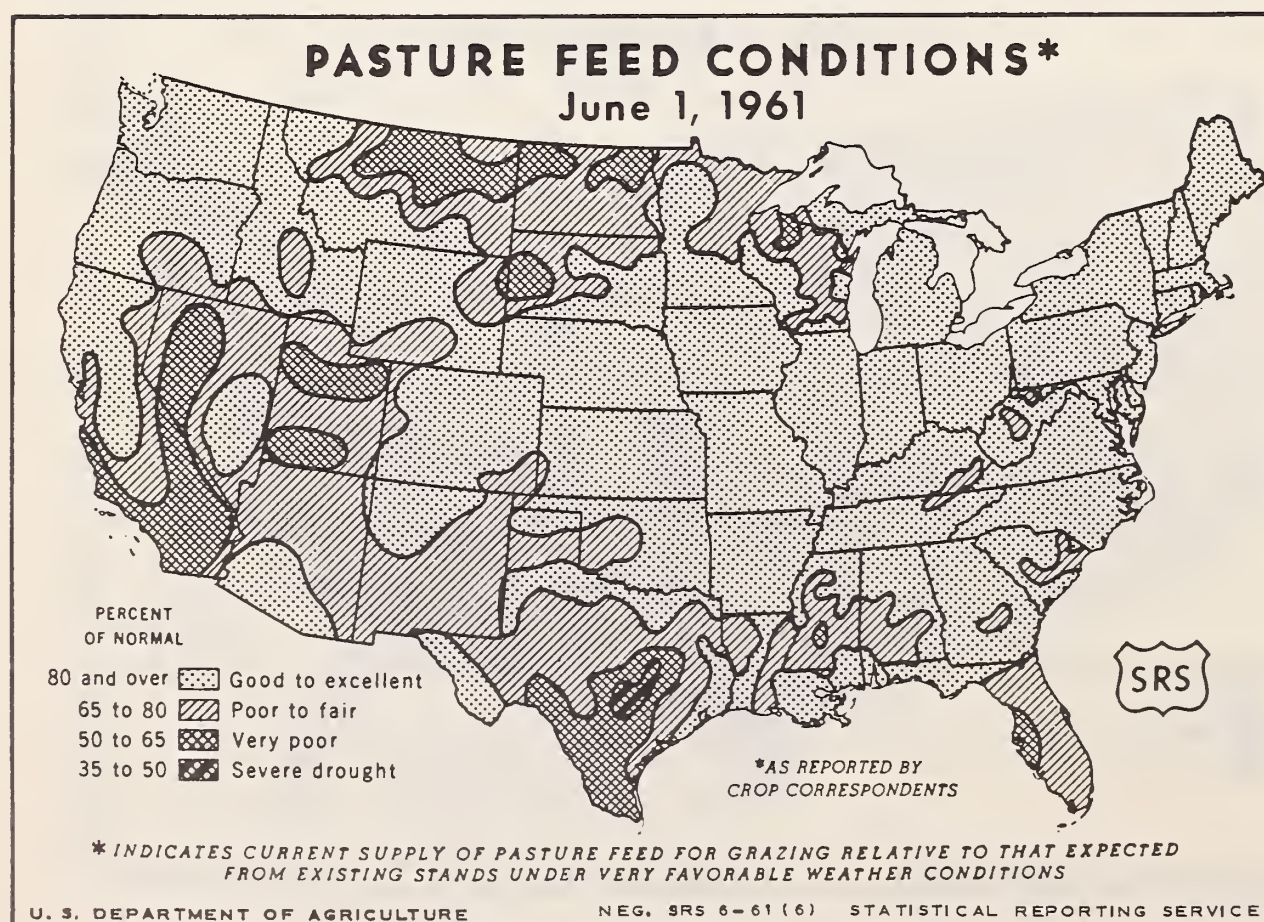 PASTURE FEED CONDITIONS*
June 1, 1961
PERCENT
OF NORMAL
80 and over Good to excellent
65 to 80 Poor to fair
50 to 65 Very poor
35 to 50 Severe drought
SRS
*AS REPORTED BY
CROP CORRESPONDENTS
* INDICATES CURRENT SUPPLY OF PASTURE FEED FOR GRAZING RELATIVE TO THAT EXPECTED
FROM EXISTING STANDS UNDER VERY FAVORABLE WEATHER CONDITIONS
U. S. DEPARTMENT OF AGRICULTURE NEG. SRS 6-61 (6) STATISTICAL REPORTING SERVICE